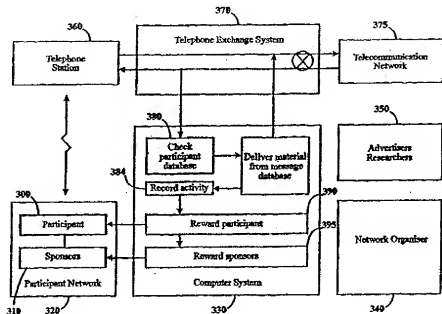 370
360
375
Telephone Exchange System
Telephone
Station
Telecommunication
Network
350
380
Check
participant
database
Deliver material
from message
database
Advertisers
Researchers
384
Record activity
390
300
395
Participant
Reward participant
Network
Organiser
Sponsors
Reward sponsors
Participant Network
Computer System
310
320
330
340